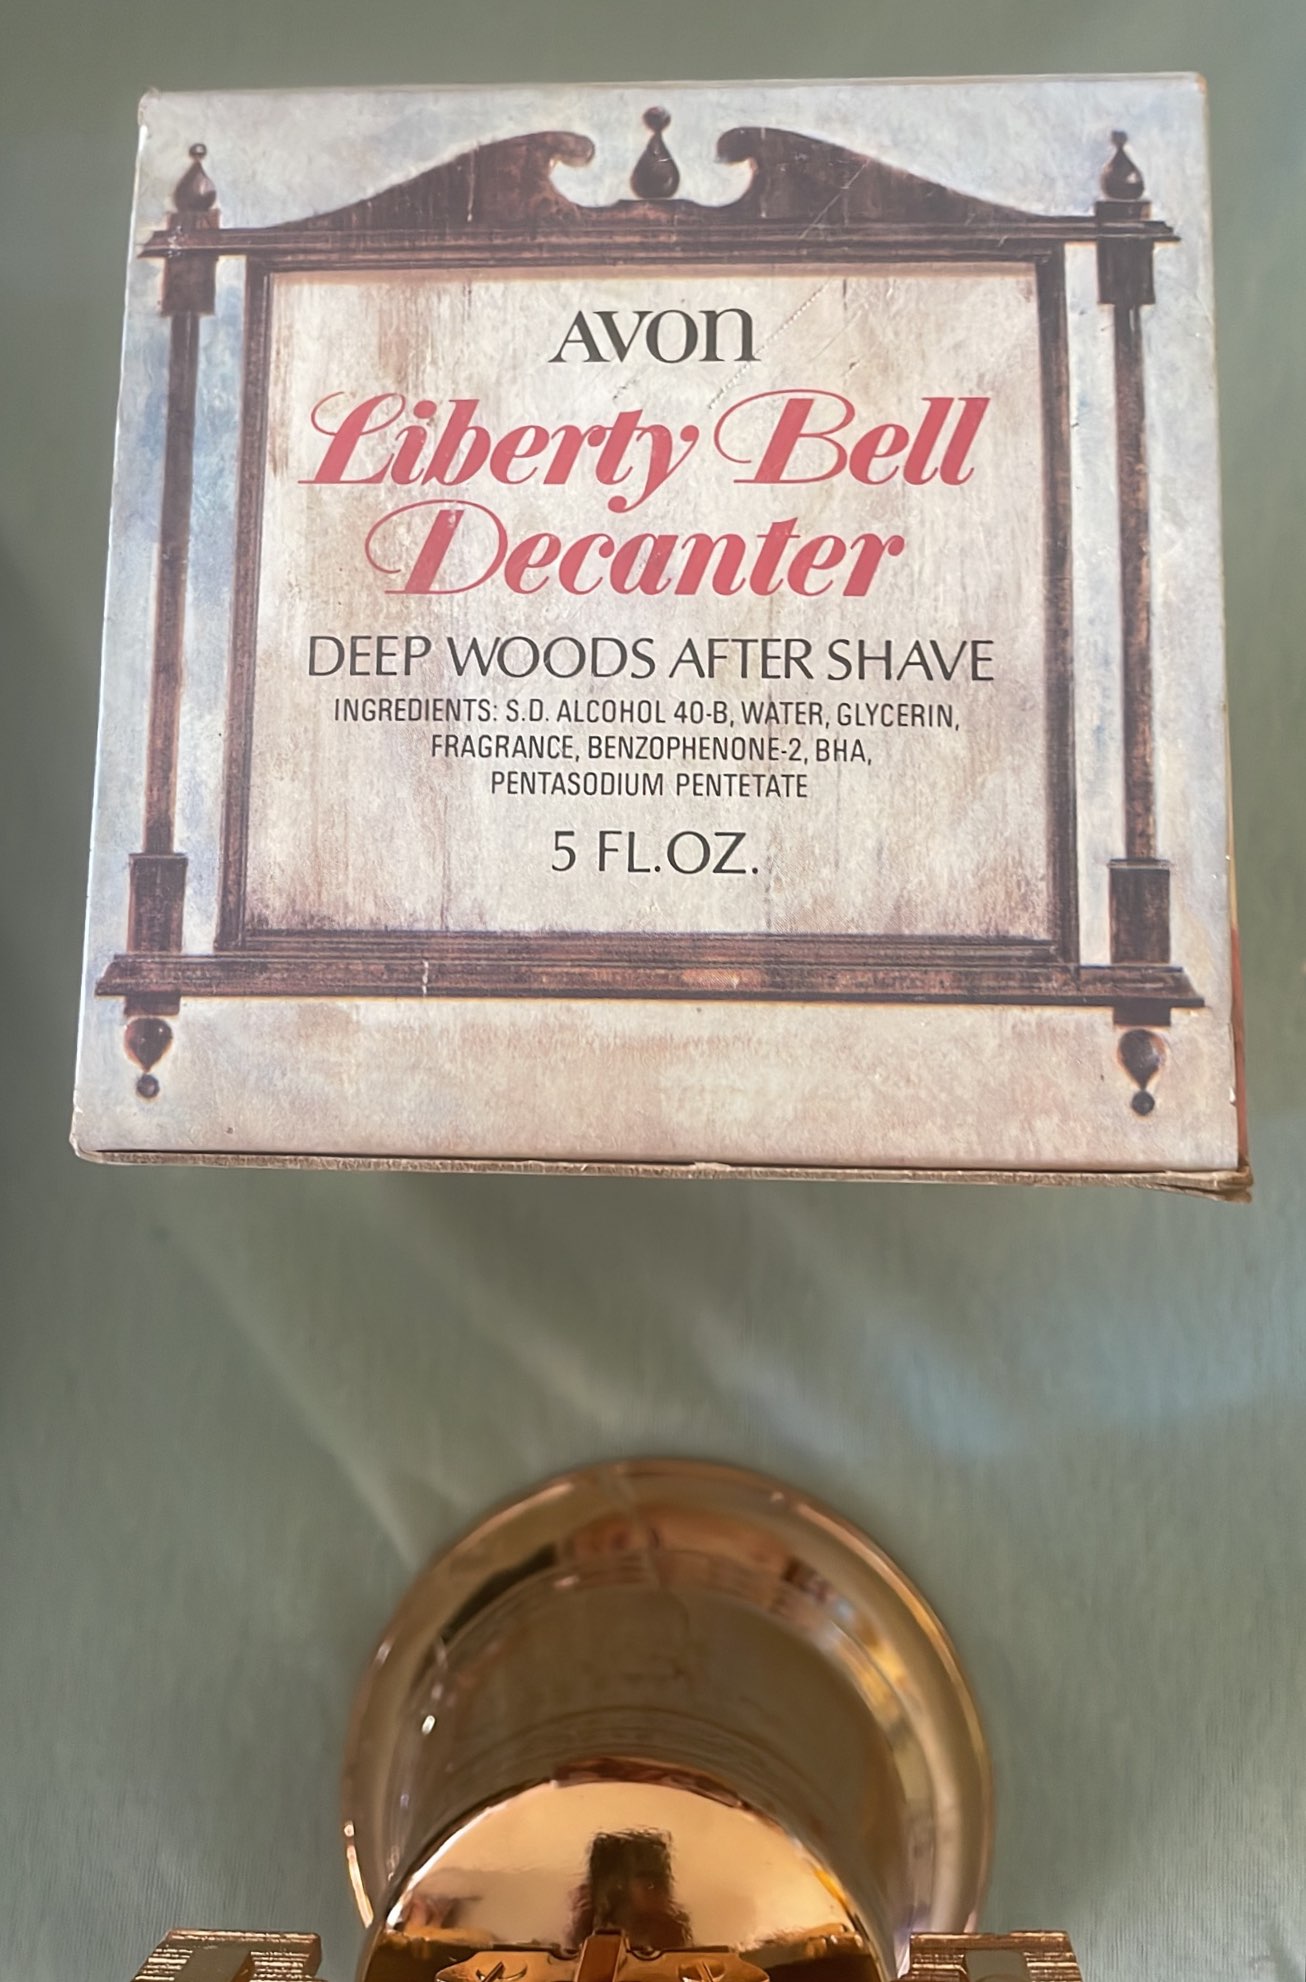 AVON
Liberty Bell
Decanter
DEEP WOODS AFTER SHAVE
INGREDIENTS: S.D. ALCOHOL 40-B, WATER, GLYCERIN,
FRAGRANCE, BENZOPHENONE-2, BHA,
PENTASODIUM PENTETATE
5 FL.OZ.